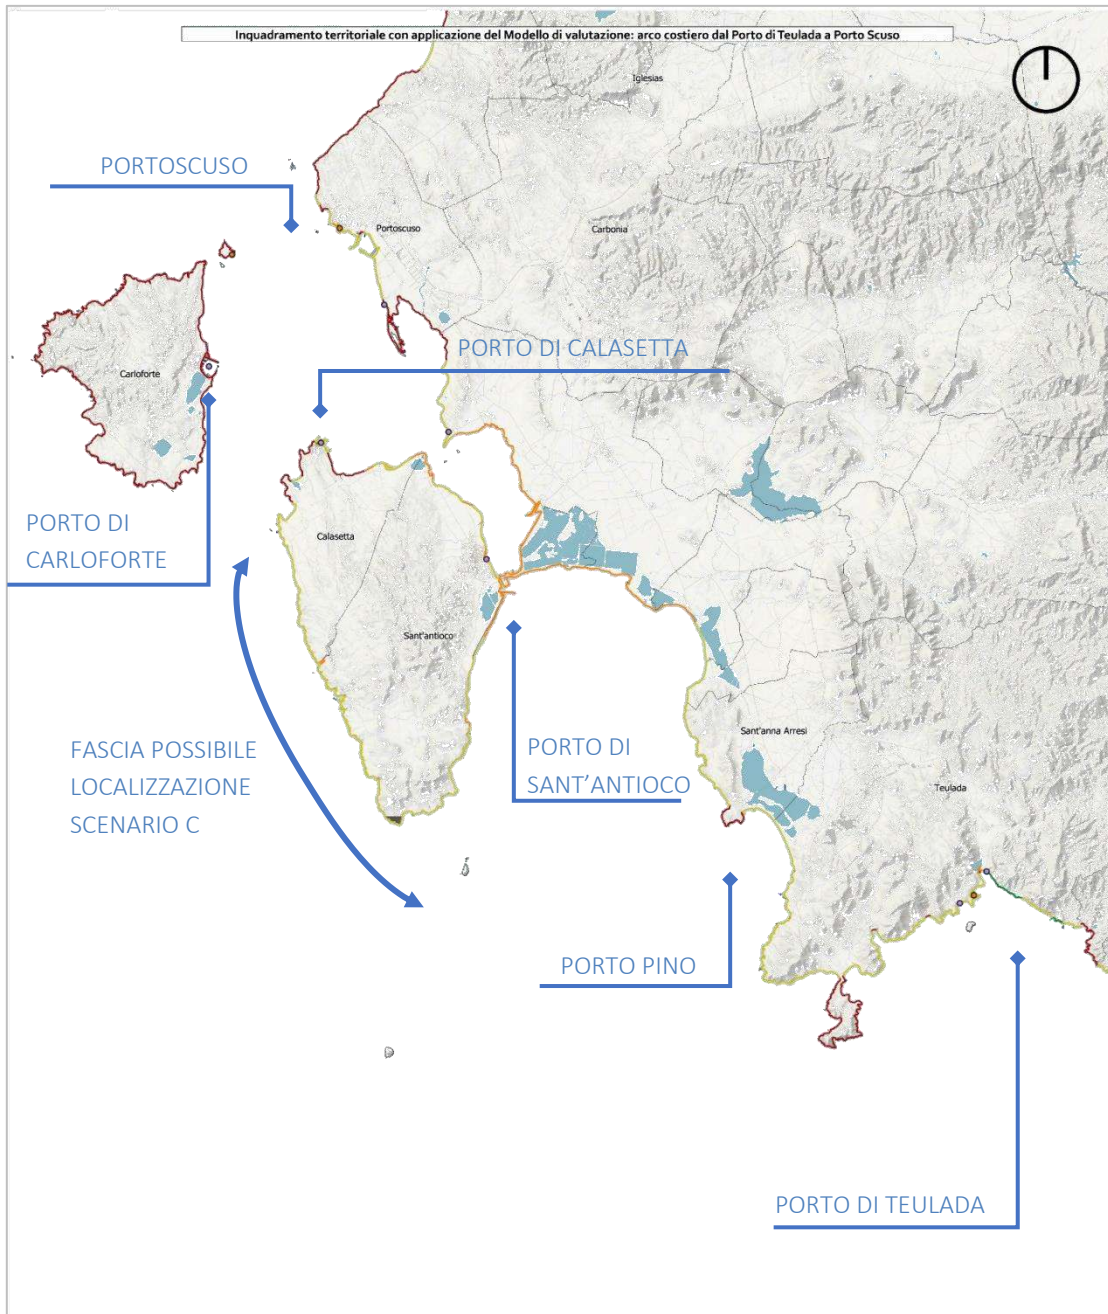 Inquadramento territoriale con applicazione del Modello di valutazione: arco costiero dal Porto di Teulada a Porto Scuso
Iglesias
PORTOSCUSO
Portoscuso
Carbonia
PORTO DI CALASETTA
Carloforte
PORTO DI
CARLOFORTE
Calasetta
Sant'antioco
FASCIA POSSIBILE
LOCALIZZAZIONE
SCENARIO C
PORTO DI
SANT’ANTIOCO
Sant'anna Arresi
Teulada
PORTO PINO
PORTO DI TEULADA